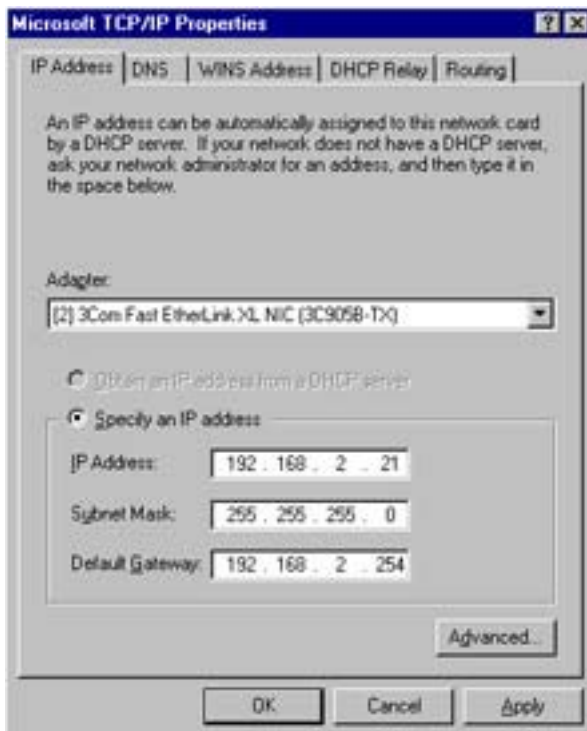 Microsoft TCP/IP Properties
IP Address DNS WINS Address DHCP Relay Routing
An IP address can be automatically assigned to this network card
by a DHCP server. If your network does not have a DHCP server,
ask your network administrator for an address, and then type it in
the space below.
Adapter:
[2] 3Com Fast EtherLink XL NIC (3C905B-TX)
Obtain an IP address from a DHCP server
Specify an IP address
IP Address: 192 . 168 . 2 . 21
Subnet Mask: 255 . 255 . 255 . 0
Default Gateway: 192 . 168 . 2 . 254
Advanced...
OK Cancel Apply